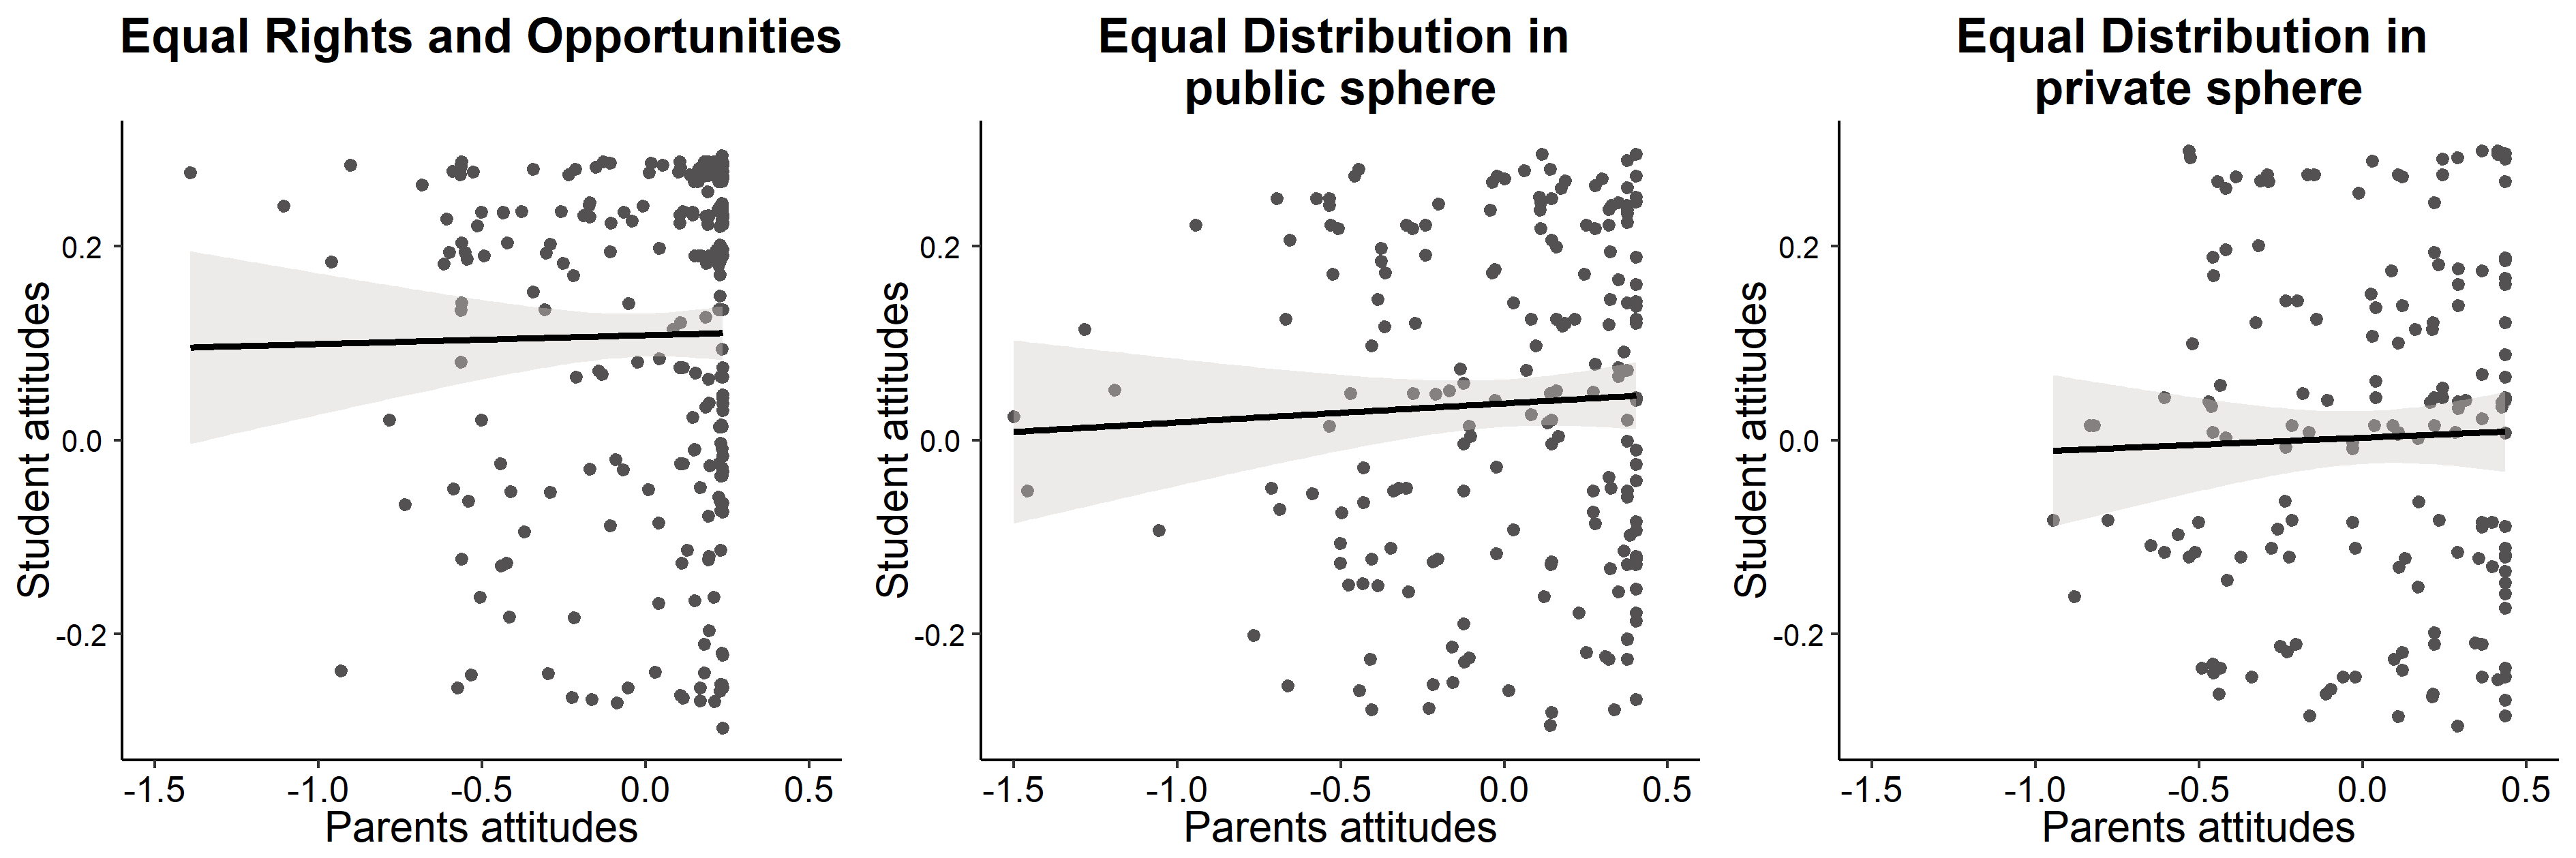 Equal Rights and Opportunities
Student attitudes
0.2
0.0
-0.2
-1.5 -1.0 -0.5 0.0 0.5
Parents attitudes
Equal Distribution in
public sphere
Student attitudes
0.2
0.0
-0.2
-1.5 -1.0 -0.5 0.0 0.5
Parents attitudes
Equal Distribution in
private sphere
Student attitudes
0.2
0.0
-0.2
-1.5 -1.0 -0.5 0.0 0.5
Parents attitudes